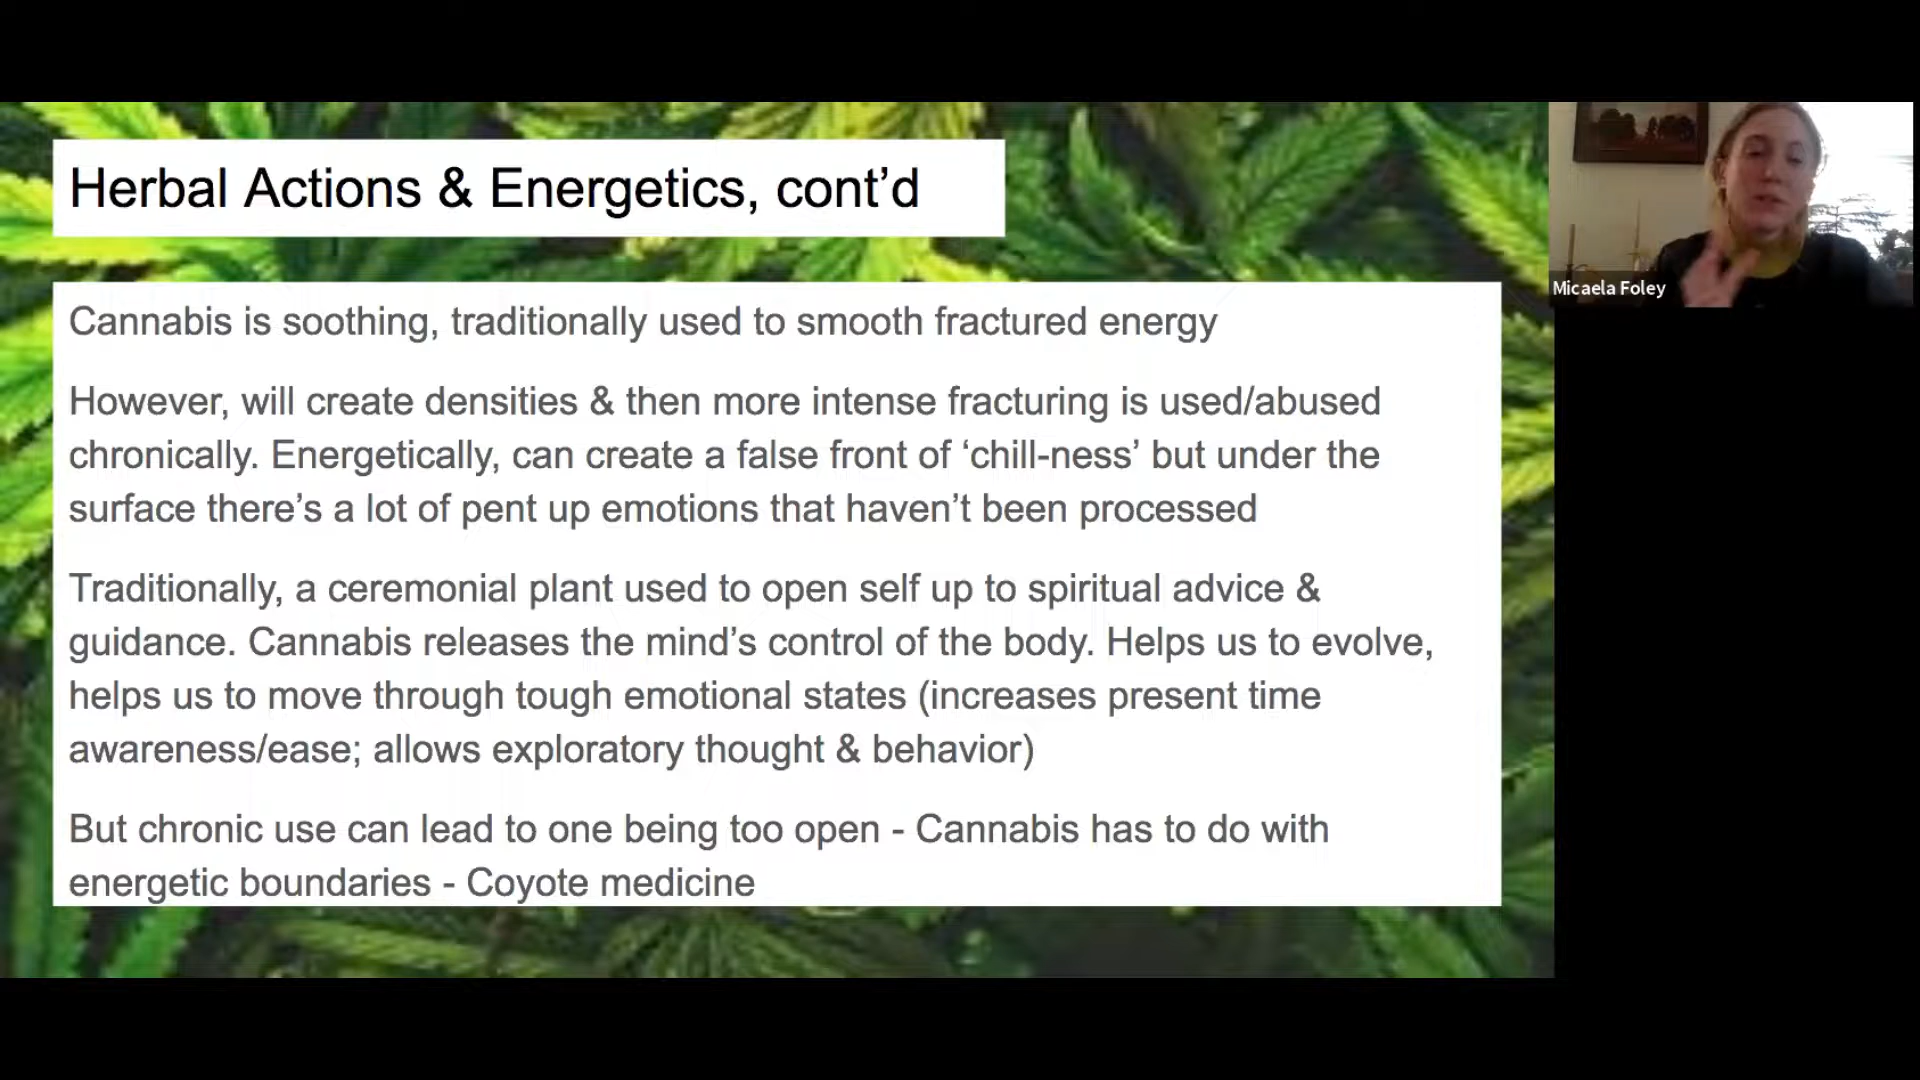 Herbal Actions & Energetics, cont’d
Cannabis is soothing, traditionally used to smooth fractured energy
However, will create densities & then more intense fracturing is used/abused
chronically. Energetically, can create a false front of ‘chill-ness’ but under the
surface there’s a lot of pent up emotions that haven’t been processed
Traditionally, a ceremonial plant used to open self up to spiritual advice &
guidance. Cannabis releases the mind’s control of the body. Helps us to evolve,
helps us to move through tough emotional states (increases present time
awareness/ease; allows exploratory thought & behavior)
But chronic use can lead to one being too open - Cannabis has to do with
energetic boundaries - Coyote medicine
Micaela Foley